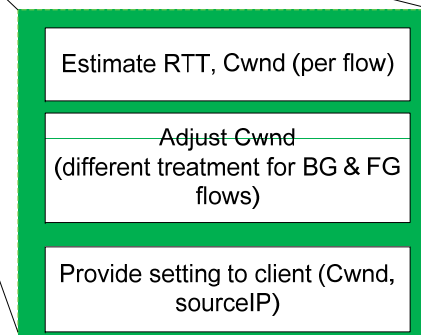 Estimate RTT, Cwnd (per flow)
Adjust Cwnd
(different treatment for BG & FG
flows)
Provide setting to client (Cwnd,
sourceIP)